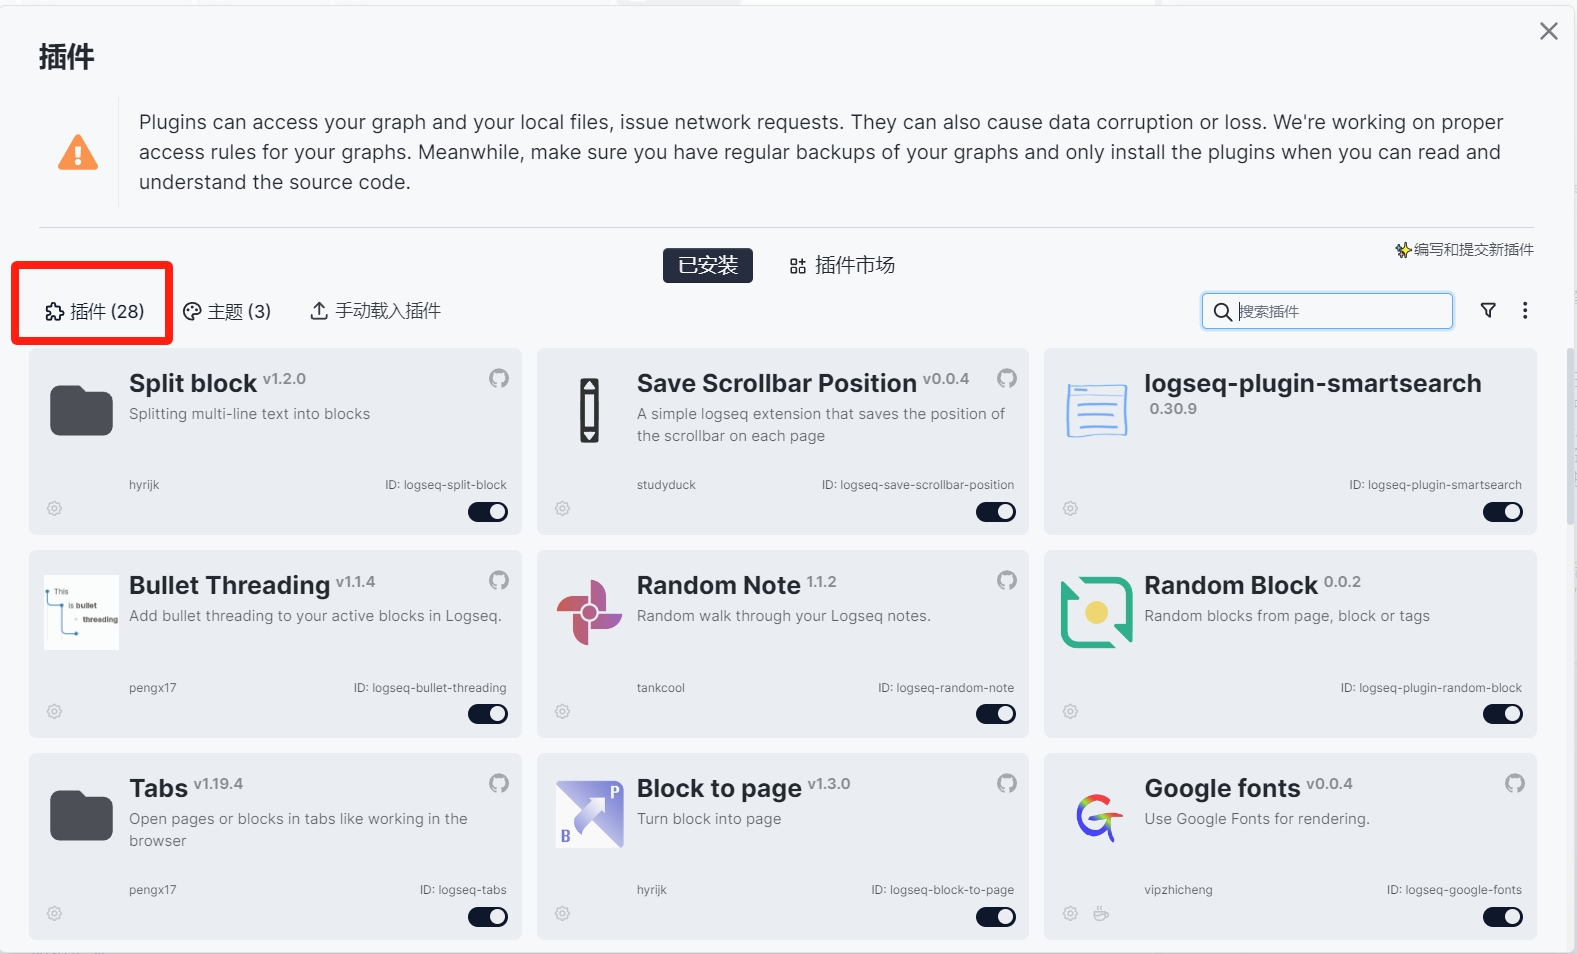 插件
Plugins can access your graph and your local files, issue network requests. They can also cause data corruption or loss. We're working on proper
access rules for your graphs. Meanwhile, make sure you have regular backups of your graphs and only install the plugins when you can read and
understand the source code.
已安装 插件市场
✨编写和提交新插件
插件 (28) 主题 (3) 手动载入插件 搜索插件
Split block v1.2.0
Splitting multi-line text into blocks
hyrijk ID: logseq-split-block
Save Scrollbar Position v0.0.4
A simple logseq extension that saves the position of
the scrollbar on each page
studyduck ID: logseq-save-scrollbar-position
logseq-plugin-smartsearch
0.30.9
ID: logseq-plugin-smartsearch
This
is bullet
threading
Bullet Threading v1.1.4
Add bullet threading to your active blocks in Logseq.
pengx17 ID: logseq-bullet-threading
Random Note 1.1.2
Random walk through your Logseq notes.
tankcool ID: logseq-random-note
Random Block 0.0.2
Random blocks from page, block or tags
ID: logseq-plugin-random-block
Tabs v1.19.4
Open pages or blocks in tabs like working in the
browser
pengx17 ID: logseq-tabs
P
B
Block to page v1.3.0
Turn block into page
hyrijk ID: logseq-block-to-page
Google fonts v0.0.4
Use Google Fonts for rendering.
vipzhicheng ID: logseq-google-fonts